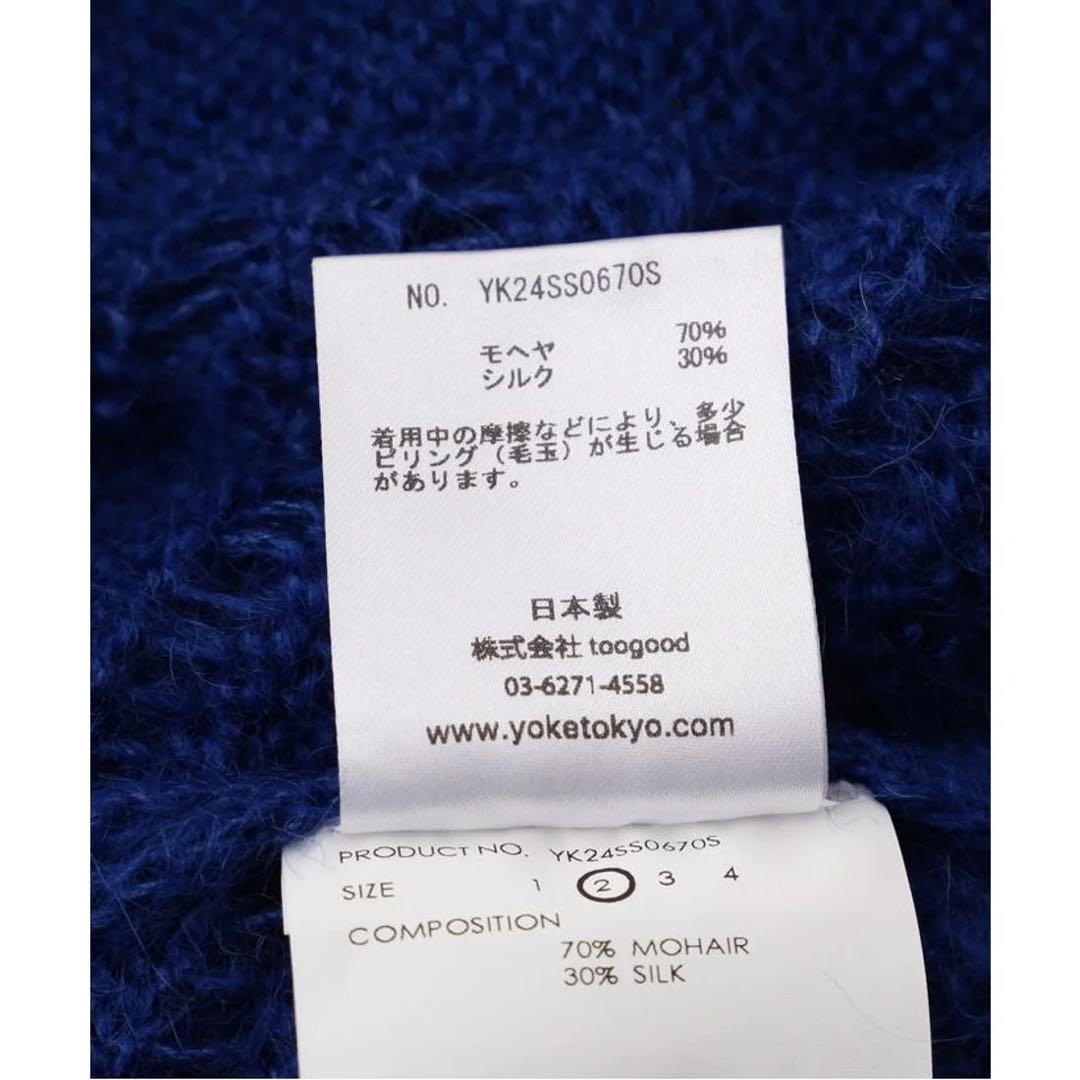 NO. YK24SS0670S
モヘヤ 70%
シルク 30%
着用中の摩擦などにより、多少
ピリング(毛玉)が生じる場合
があります。
日本製
株式会社 toogood
03-6271-4558
www.yoketokyo.com
PRODUCT NO. YK24SS0670S
SIZE 1 2 3 4
COMPOSITION
70% MOHAIR
30% SILK